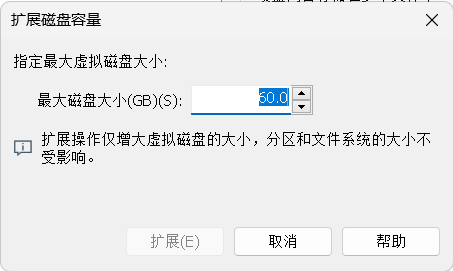 扩展磁盘容量
指定最大虚拟磁盘大小:
最大磁盘大小(GB)(S): 60.0
扩展操作仅增大虚拟磁盘的大小，分区和文件系统的大小不
受影响。
扩展(E) 取消 帮助